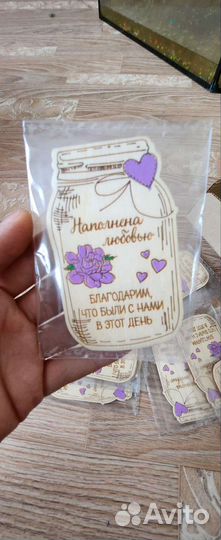 Наполнена
любовью
БЛАГОДАРИМ,
ЧТО БЫЛИ С НАМИ
В ЭТОТ ДЕНЬ
Avito